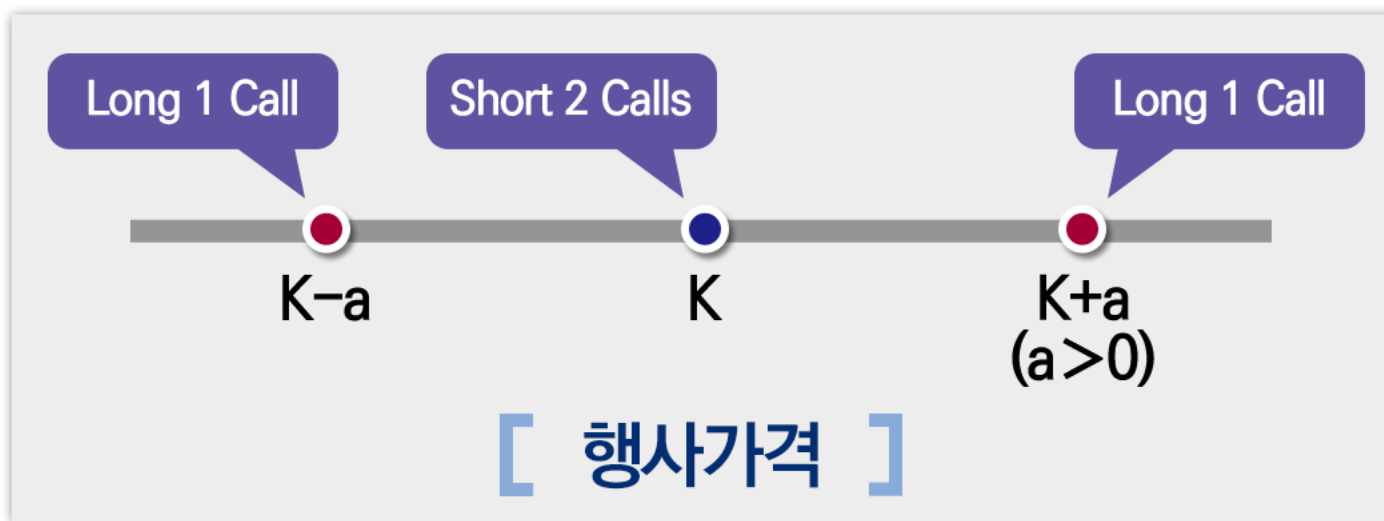 Long 1 Call
Short 2 Calls
Long 1 Call
K-a
K
K+a
(a>0)
[ 행사가격 ]